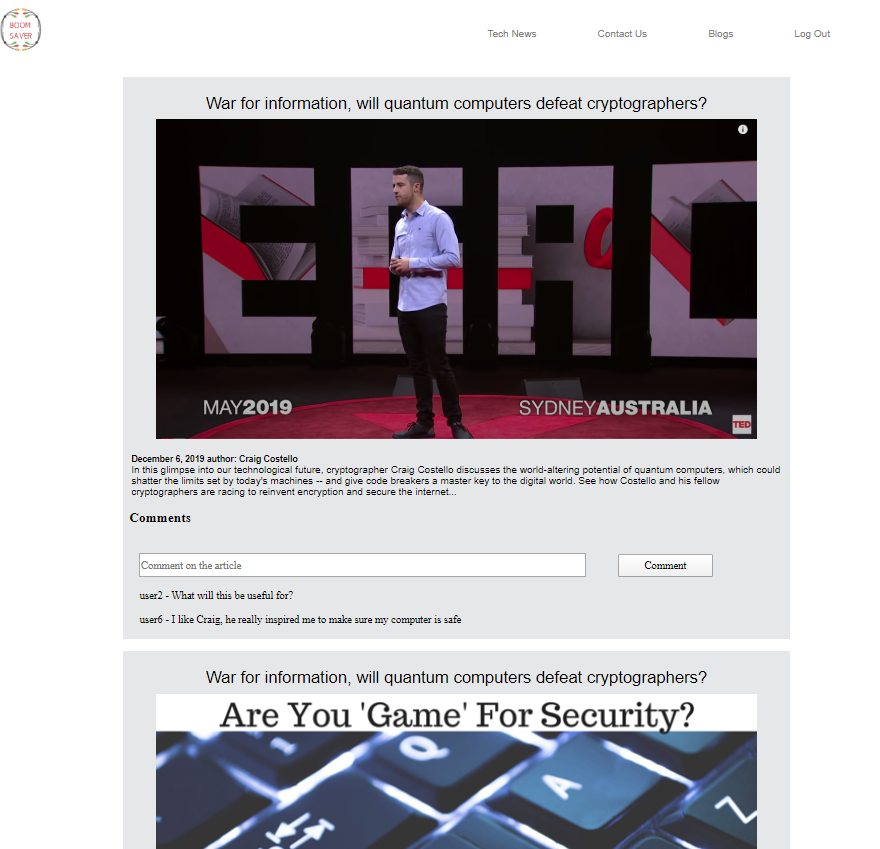 BOOM
SAVER
Tech News
Contact Us
Blogs
Log Out
War for information, will quantum computers defeat cryptographers?
MAY2019
SYDNEYAUSTRALIA
TED
December 6, 2019 author: Craig Costello
In this glimpse into our technological future, cryptographer Craig Costello discusses the world-altering potential of quantum computers, which could
shatter the limits set by today's machines -- and give code breakers a master key to the digital world. See how Costello and his fellow
cryptographers are racing to reinvent encryption and secure the internet...
Comments
Comment on the article
Comment
user2 - What will this be useful for?
user6 - I like Craig, he really inspired me to make sure my computer is safe
War for information, will quantum computers defeat cryptographers?
Are You 'Game' For Security?
Q
A
Z